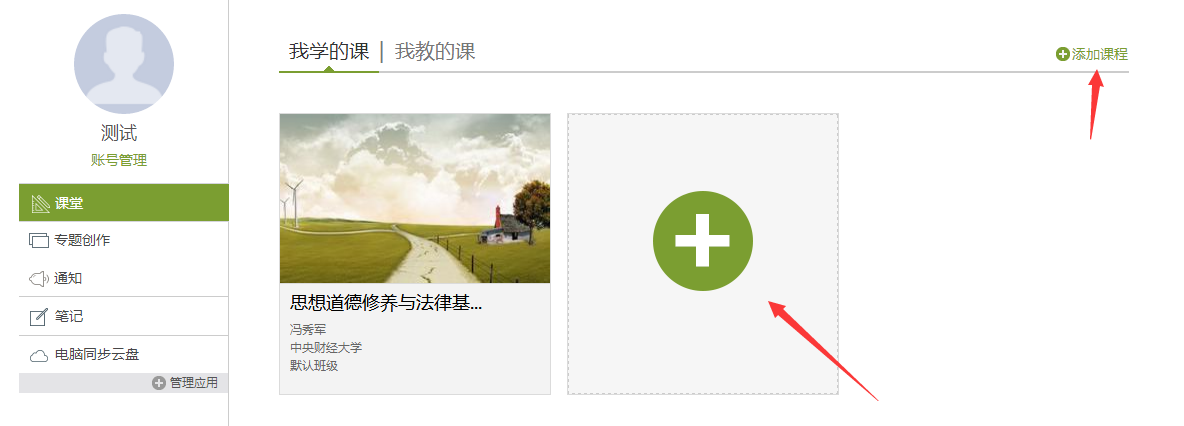 测试
账号管理
课堂
专题创作
通知
笔记
电脑同步云盘
管理应用
我学的课 | 我教的课
添加课程
思想道德修养与法律基...
冯秀军
中央财经大学
默认班级